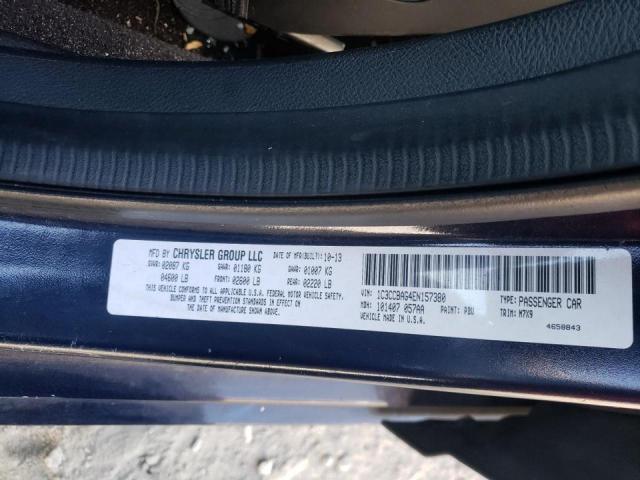 MFD BY CHRYSLER GROUP LLC DATE OF MFR(BUILT): 10-13
GVWR: 02087 KG GAWR: 01180 KG GAWR: 01007 KG
04600 LB FRONT: 02600 LB REAR: 02220 LB
THIS VEHICLE CONFORMS TO ALL APPLICABLE U.S.A. FEDERAL MOTOR VEHICLE SAFETY,
BUMPER AND THEFT PREVENTION STANDARDS IN EFFECT ON
THE DATE OF MANUFACTURE SHOWN ABOVE.
VIN: 1C3CCBAG4EN157380 TYPE: PASSENGER CAR
MDH: 101407 057AA PAINT: PBU TRIM: M7X9
VEHICLE MADE IN U.S.A.
4658843